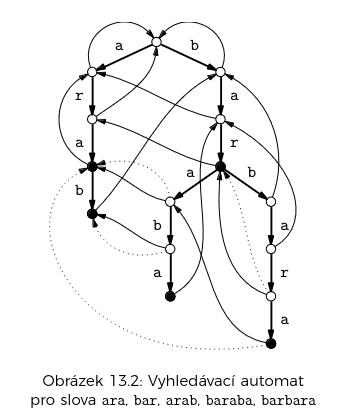 a b
r a
a r
b a b
b a
a r
a
Obrázek 13.2: Vyhledávací automat
pro slova ara, bar, arab, baraba, barbara